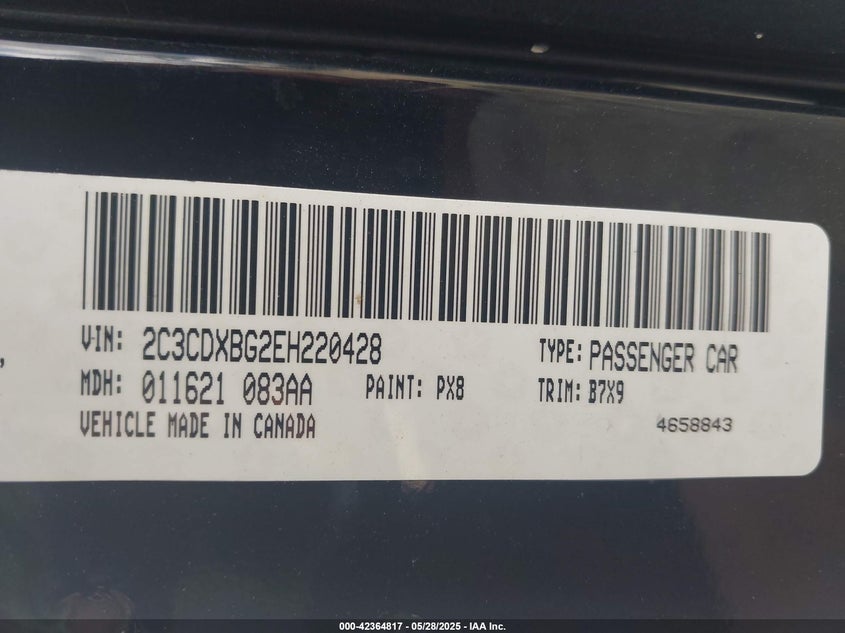 VIN: 2C3CDXBG2EH220428 TYPE: PASSENGER CAR
MDH: 011621 083AA PAINT: PX8 TRIM: B7X9
VEHICLE MADE IN CANADA 4658843
000-42364817 — 05/28/2025 — IAA Inc.